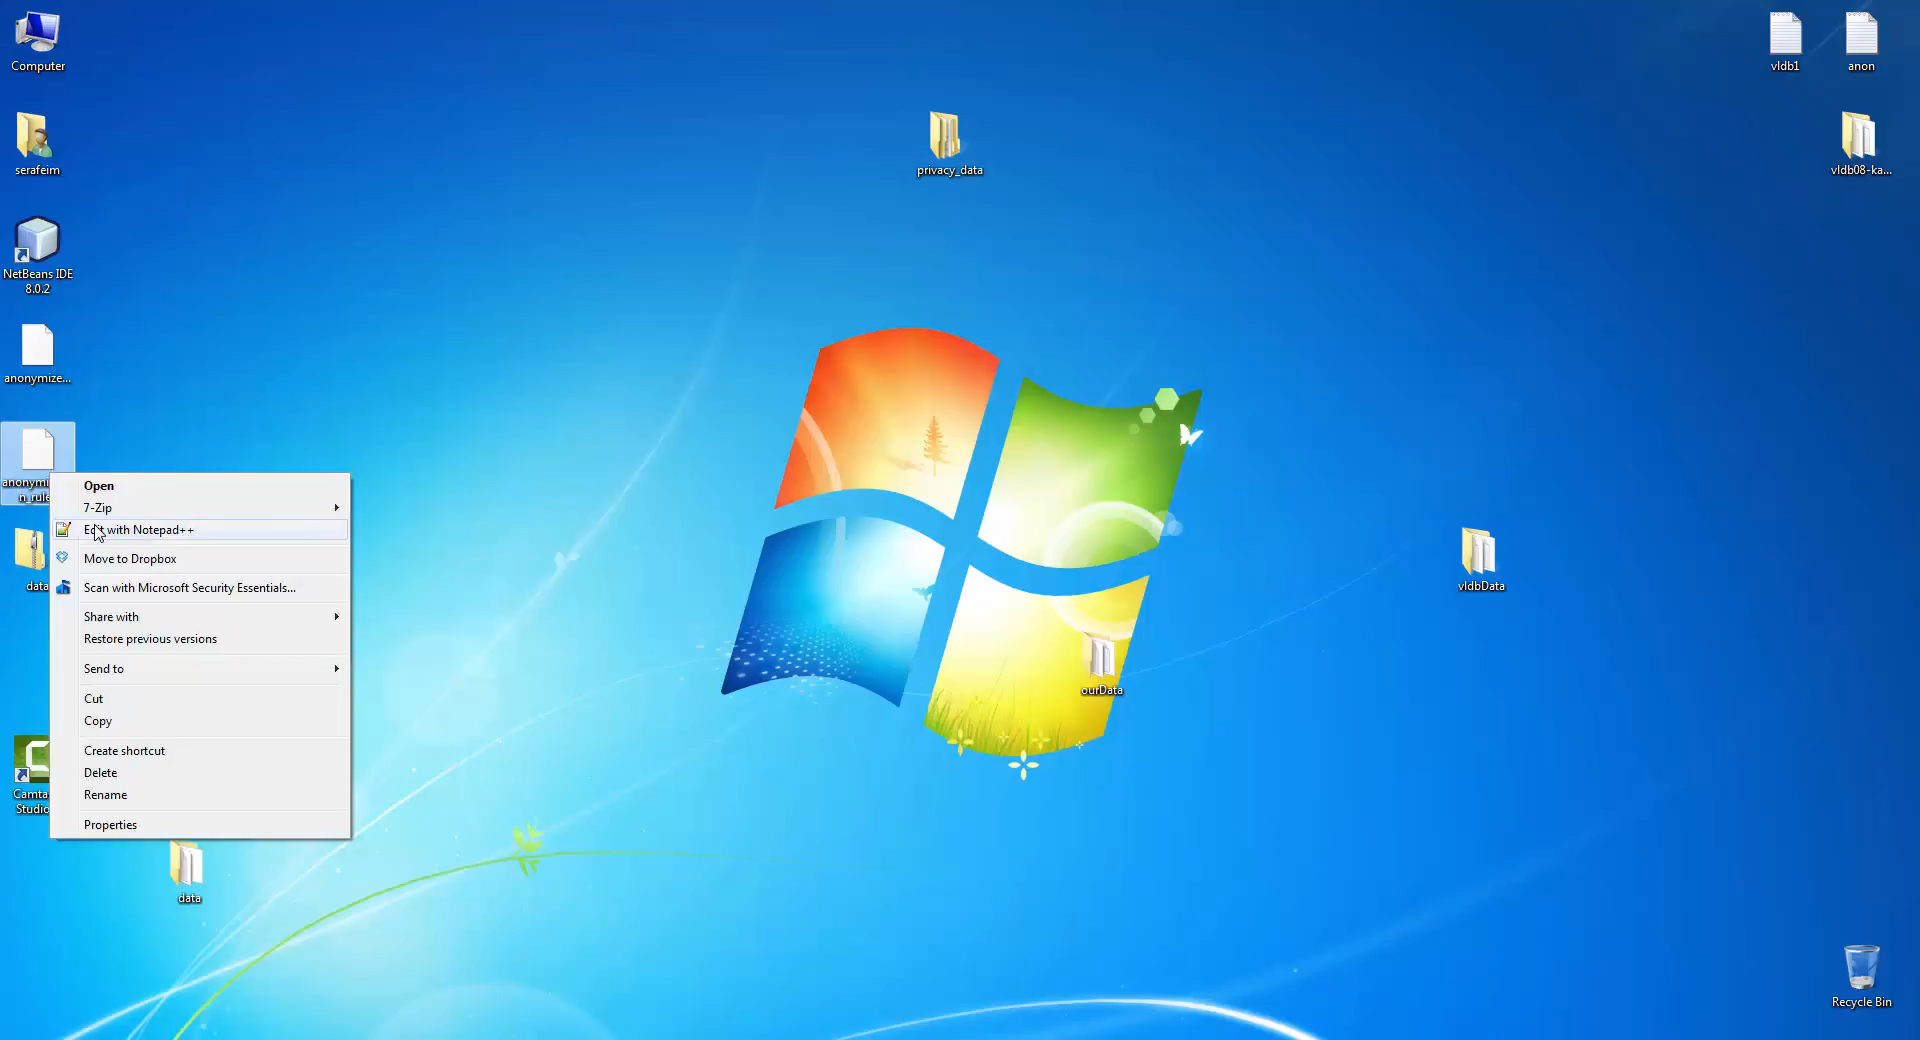 Computer
serafeim
NetBeans IDE
8.0.2
anonymize...
anonymi
n_rule
data
Camta
Studio
Open
7-Zip
Edit with Notepad++
Move to Dropbox
Scan with Microsoft Security Essentials...
Share with
Restore previous versions
Send to
Cut
Copy
Create shortcut
Delete
Rename
Properties
data
privacy_data
ourData
vldbData
vldb1
anon
vldb08-ka...
Recycle Bin